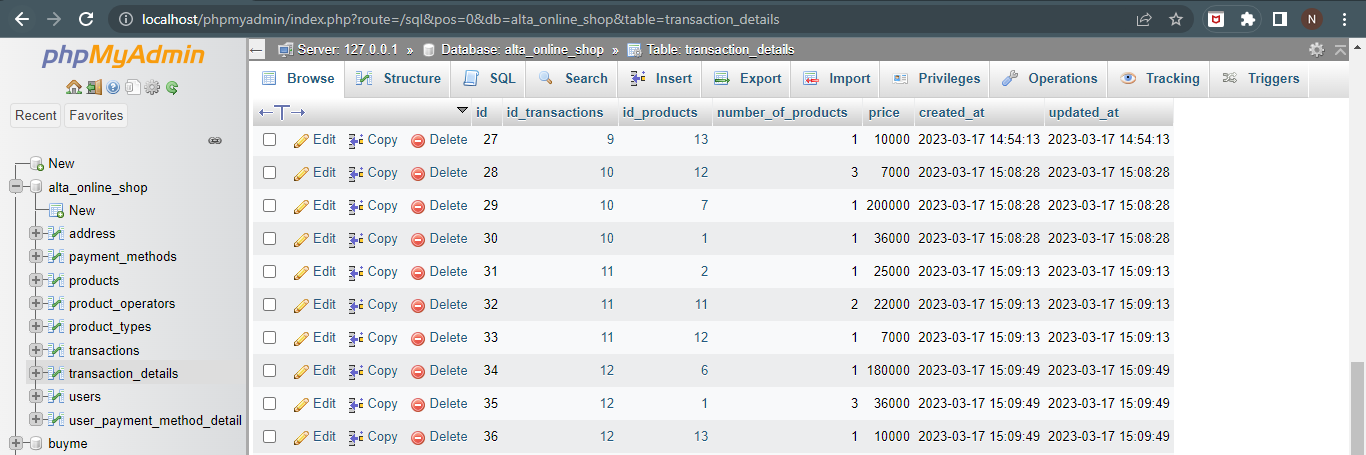 localhost/phpmyadmin/index.php?route=/sql&pos=0&db=alta_online_shop&table=transaction_details
N
phpMyAdmin
Recent Favorites
New
alta_online_shop
New
address
payment_methods
products
product_operators
product_types
transactions
transaction_details
users
user_payment_method_detail
buyme
Server: 127.0.0.1 » Database: alta_online_shop » Table: transaction_details
Browse Structure SQL Search Insert Export Import Privileges Operations Tracking Triggers
id id_transactions id_products number_of_products price created_at updated_at
Edit Copy Delete 27 9 13 1 10000 2023-03-17 14:54:13 2023-03-17 14:54:13
Edit Copy Delete 28 10 12 3 7000 2023-03-17 15:08:28 2023-03-17 15:08:28
Edit Copy Delete 29 10 7 1 200000 2023-03-17 15:08:28 2023-03-17 15:08:28
Edit Copy Delete 30 10 1 1 36000 2023-03-17 15:08:28 2023-03-17 15:08:28
Edit Copy Delete 31 11 2 1 25000 2023-03-17 15:09:13 2023-03-17 15:09:13
Edit Copy Delete 32 11 11 2 22000 2023-03-17 15:09:13 2023-03-17 15:09:13
Edit Copy Delete 33 11 12 1 7000 2023-03-17 15:09:13 2023-03-17 15:09:13
Edit Copy Delete 34 12 6 1 180000 2023-03-17 15:09:49 2023-03-17 15:09:49
Edit Copy Delete 35 12 1 3 36000 2023-03-17 15:09:49 2023-03-17 15:09:49
Edit Copy Delete 36 12 13 1 10000 2023-03-17 15:09:49 2023-03-17 15:09:49